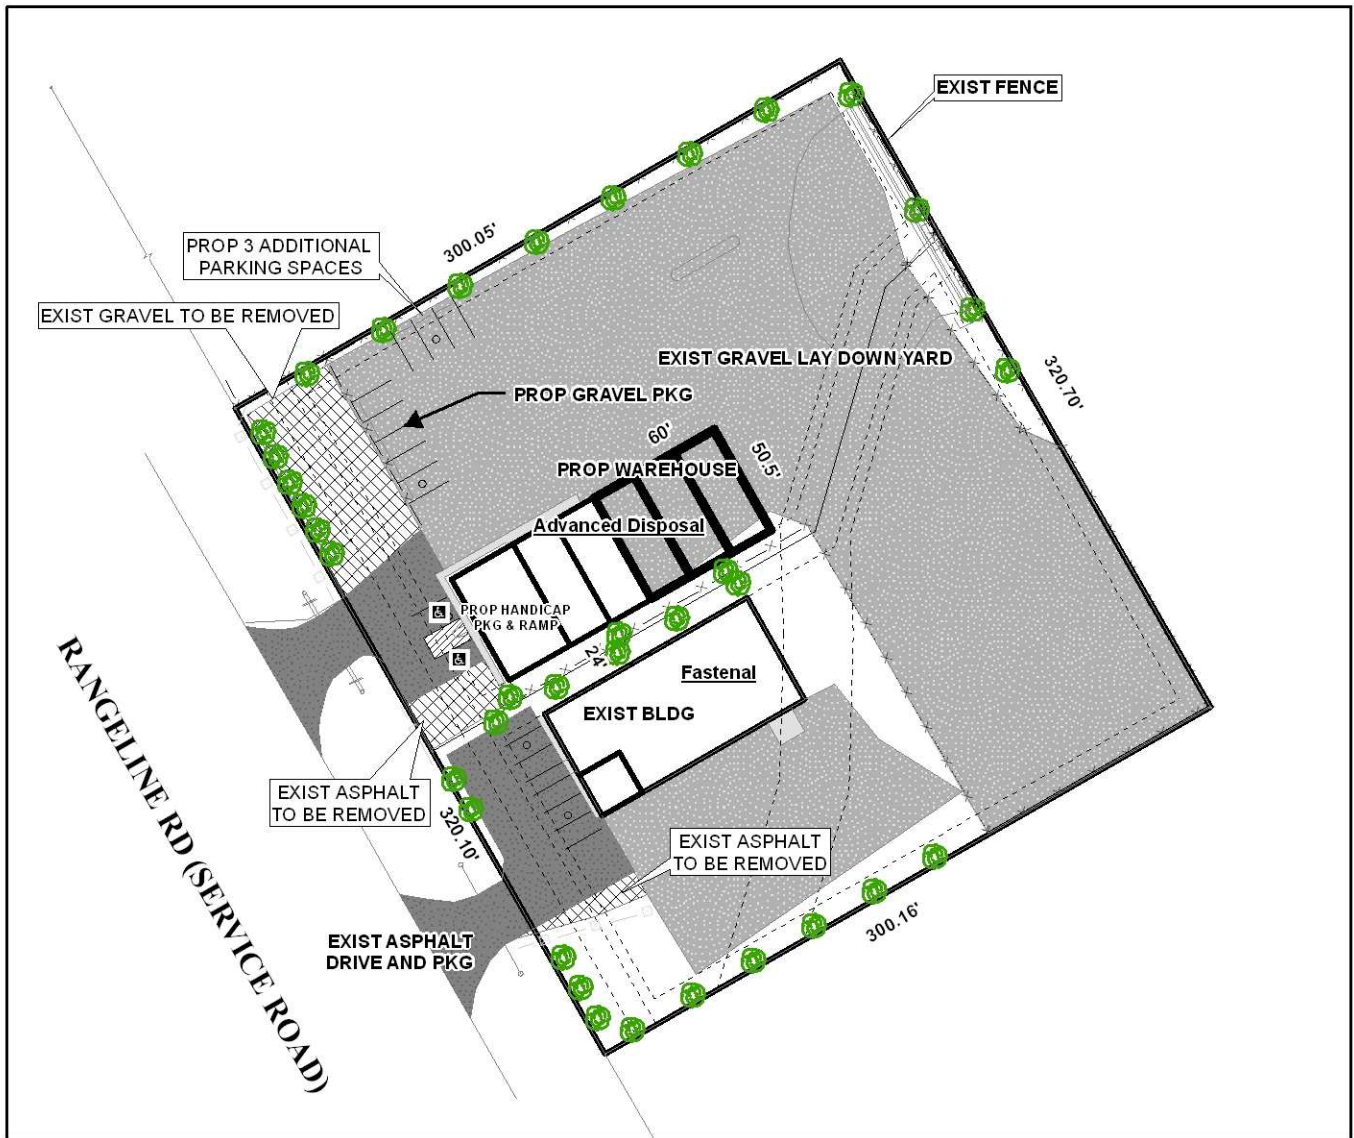 EXIST FENCE
300.05'
PROP 3 ADDITIONAL
PARKING SPACES
EXIST GRAVEL TO BE REMOVED
EXIST GRAVEL LAY DOWN YARD
320.70'
PROP GRAVEL PKG
60'
50.5'
PROP WAREHOUSE
Advanced Disposal
PROP HANDICAP
PKG & RAMP
24'
Fastenal
EXIST BLDG
EXIST ASPHALT
TO BE REMOVED
320.10'
EXIST ASPHALT
TO BE REMOVED
300.16'
EXIST ASPHALT
DRIVE AND PKG
RANGELINE RD (SERVICE ROAD)